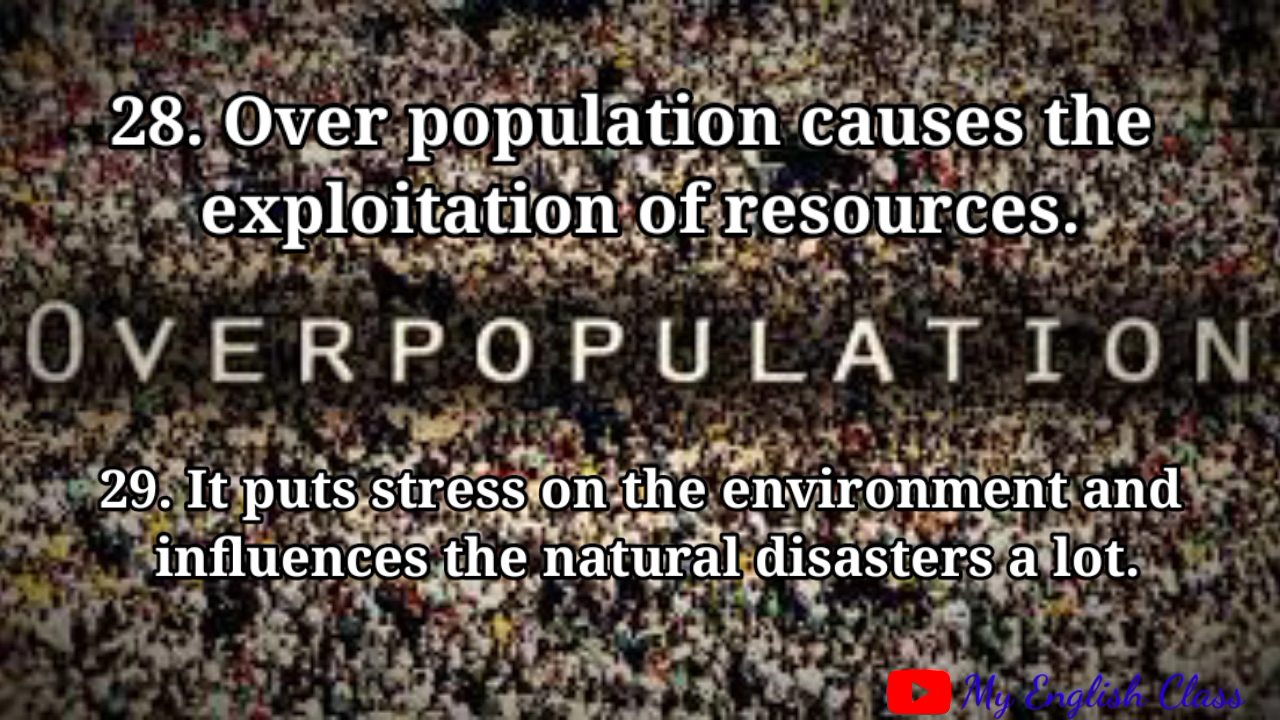 28. Over population causes the
exploitation of resources.
OVERPOPULATION
29. It puts stress on the environment and
influences the natural disasters a lot.
My English Class